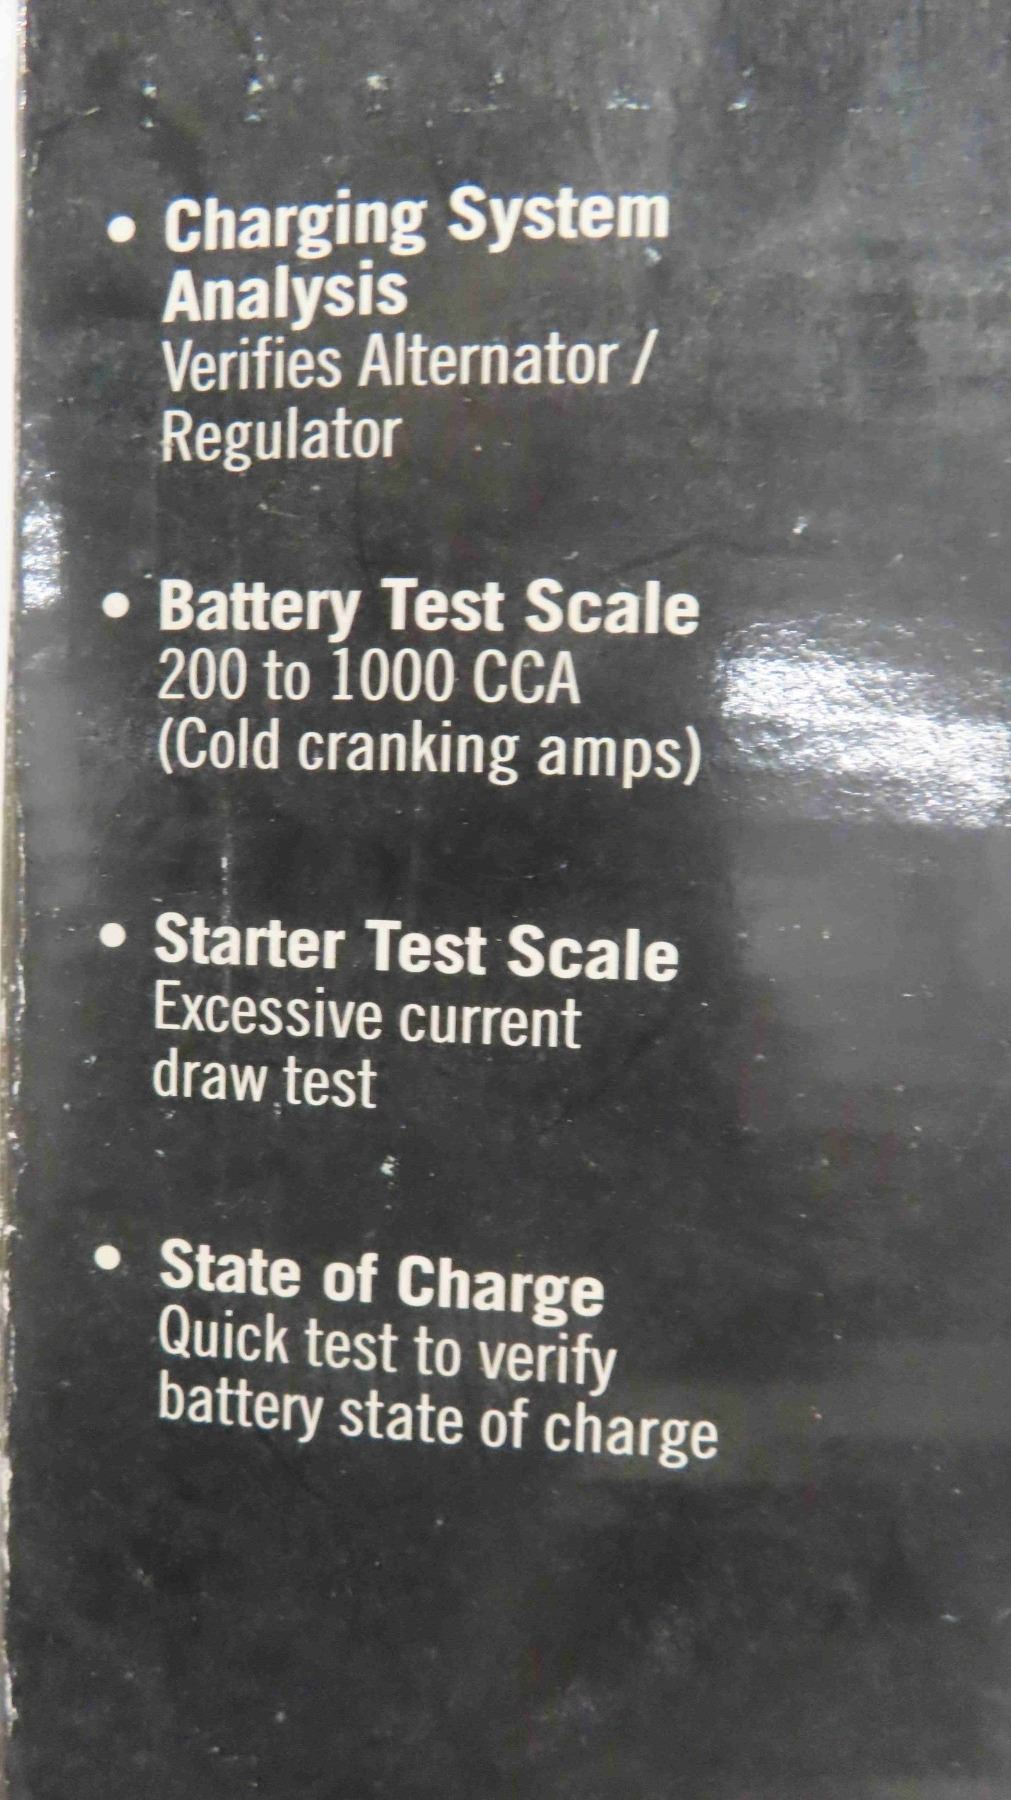 • Charging System
Analysis
Verifies Alternator /
Regulator
• Battery Test Scale
200 to 1000 CCA
(Cold cranking amps)
• Starter Test Scale
Excessive current
draw test
• State of Charge
Quick test to verify
battery state of charge